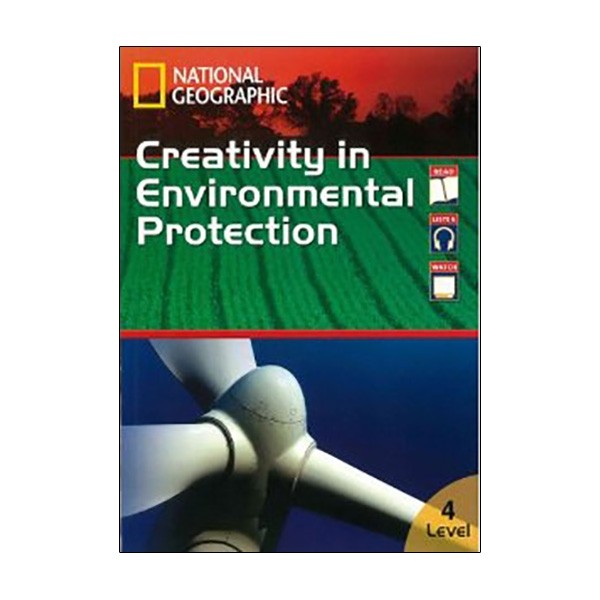 NATIONAL
GEOGRAPHIC
Creativity in
Environmental
Protection
READ
LISTEN
WATCH
4
Level